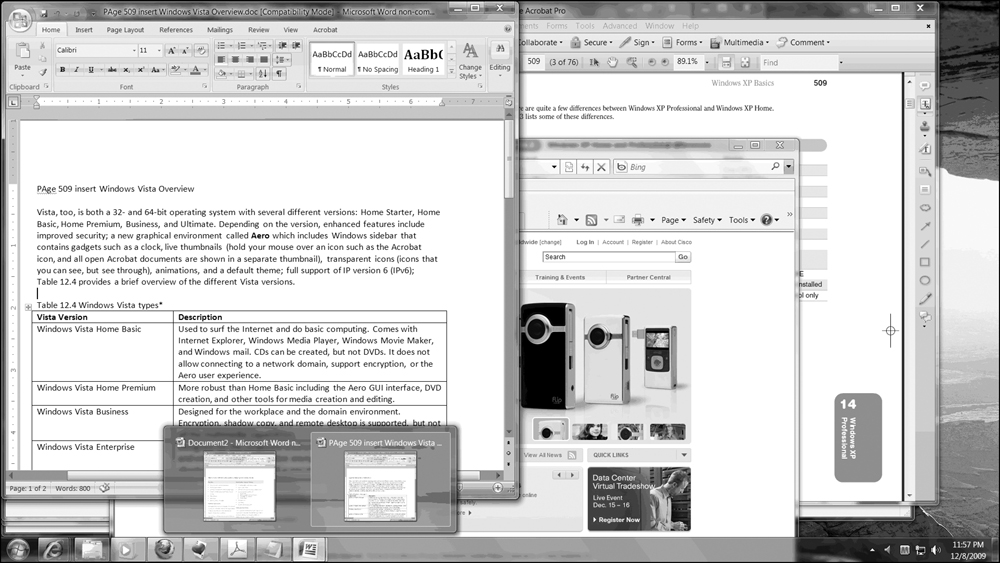 PAge 509 insert Windows Vista Overview.doc [Compatibility Mode] - Microsoft Word non-com...
Home Insert Page Layout References Mailings Review View Acrobat
Calibri 11
AaBbCcDd AaBbCcDd AaBbC
¶ Normal ¶ No Spacing Heading 1
Change Styles
Editing
Paste
Clipboard Font Paragraph Styles
PAge 509 insert Windows Vista Overview
Vista, too, is both a 32- and 64-bit operating system with several different versions: Home Starter, Home
Basic, Home Premium, Business, and Ultimate. Depending on the version, enhanced features include
improved security; a new graphical environment called Aero which includes Windows sidebar that
contains gadgets such as a clock, live thumbnails (hold your mouse over an icon such as the Acrobat
icon, and all open Acrobat documents are shown in a separate thumbnail), transparent icons (icons that
you can see, but see through), animations, and a default theme; full support of IP version 6 (IPv6);
Table 12.4 provides a brief overview of the different Vista versions.
Table 12.4 Windows Vista types*
Vista Version Description
Windows Vista Home Basic Used to surf the Internet and do basic computing. Comes with
Internet Explorer, Windows Media Player, Windows Movie Maker,
and Windows mail. CDs can be created, but not DVDs. It does not
allow connecting to a network domain, support encryption, or the
Aero user experience.
Windows Vista Home Premium More robust than Home Basic including the Aero GUI interface, DVD
creation, and other tools for media creation and editing.
Windows Vista Business Designed for the workplace and the domain environment.
Encryption, shadow copy, and remote desktop is supported, but not
Windows Vista Enterprise
Page: 1 of 2 Words: 800
Document2 - Microsoft Word n...
PAge 509 insert Windows Vista ...
e Acrobat Pro
ments Forms Tools Advanced Window Help
ollaborate Secure Sign Forms Multimedia Comment
509 (3 of 76) 89.1% Find
Windows XP Basics 509
re are quite a few differences between Windows XP Professional and Windows XP Home.
3 lists some of these differences.
Bing
Page Safety Tools
ldwide [change] Log In | Account | Register | About Cisco
Search Go
Training & Events Partner Central
flip
flip
View All News
QUICK LINKS
online
Data Center
Virtual Tradeshow
Live Event
Dec. 15 – 16
Register Now
E
nstalled
ol only
14
Windows XP
Professional
11:57 PM
12/8/2009